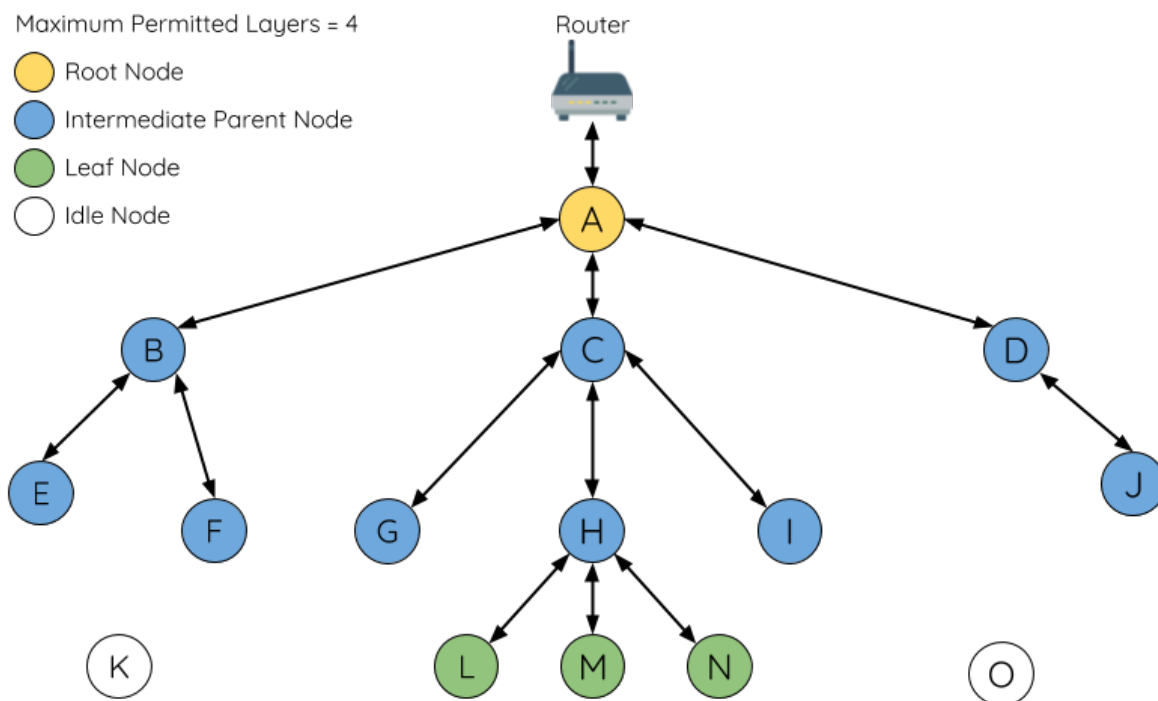 Maximum Permitted Layers = 4
Router
Root Node
Intermediate Parent Node
Leaf Node
Idle Node
A
B
C
D
E
F
G
H
I
J
K
L
M
N
O